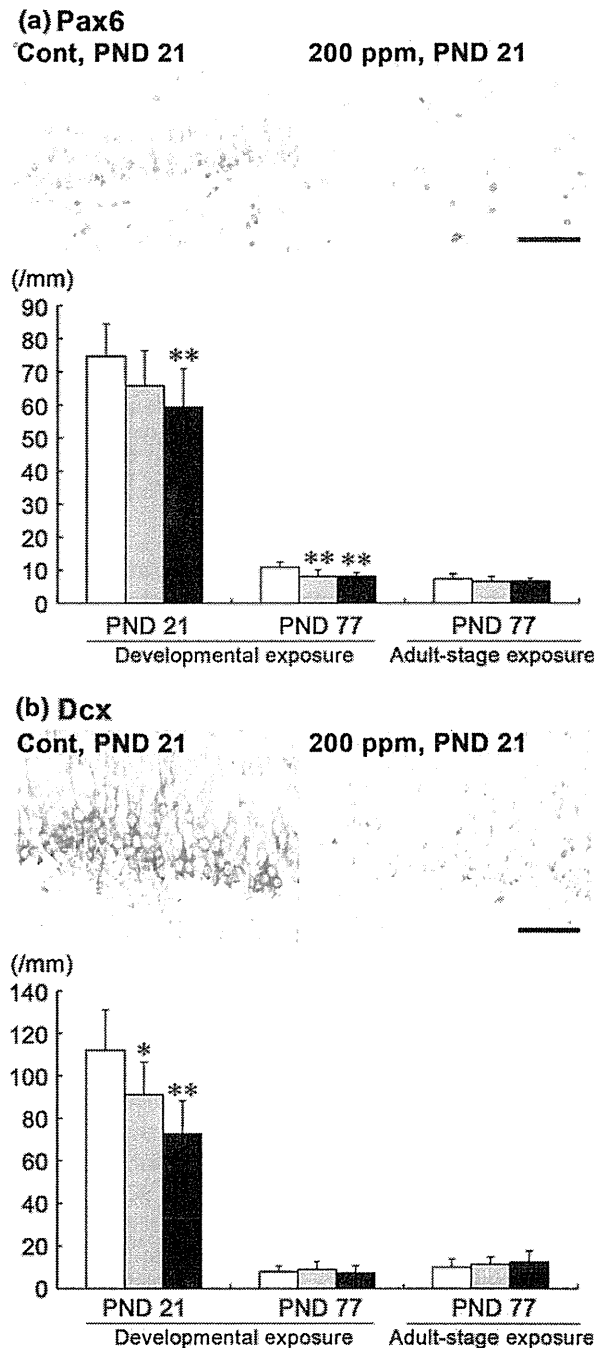 (a) Pax6
Cont, PND 21 200 ppm, PND 21
(/mm)
90
80
70
60
50
40
30
20
10
0
**
** **
PND 21 PND 77 PND 77
Developmental exposure Adult-stage exposure
(b) Dcx
Cont, PND 21 200 ppm, PND 21
(/mm)
140
120
100
80
60
40
20
0
*
**
PND 21 PND 77 PND 77
Developmental exposure Adult-stage exposure